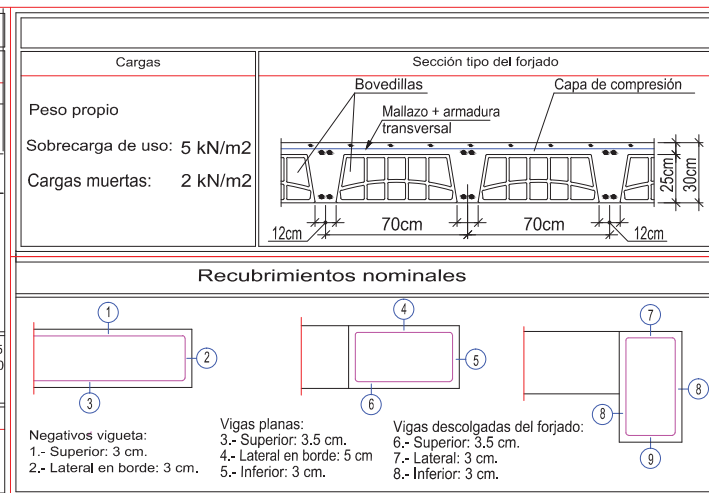 Cargas
Peso propio
Sobrecarga de uso: 5 kN/m2
Cargas muertas: 2 kN/m2
Sección tipo del forjado
Bovedillas
Capa de compresión
Mallazo + armadura
transversal
25cm
30cm
12cm
70cm
70cm
12cm
Recubrimientos nominales
1
2
3
4
5
6
7
8
8
9
Negativos vigueta:
1.- Superior: 3 cm.
2.- Lateral en borde: 3 cm.
Vigas planas:
3.- Superior: 3.5 cm.
4.- Lateral en borde: 5 cm
5.- Inferior: 3 cm.
Vigas descolgadas del forjado:
6.- Superior: 3.5 cm.
7.- Lateral: 3 cm.
8.- Inferior: 3 cm.